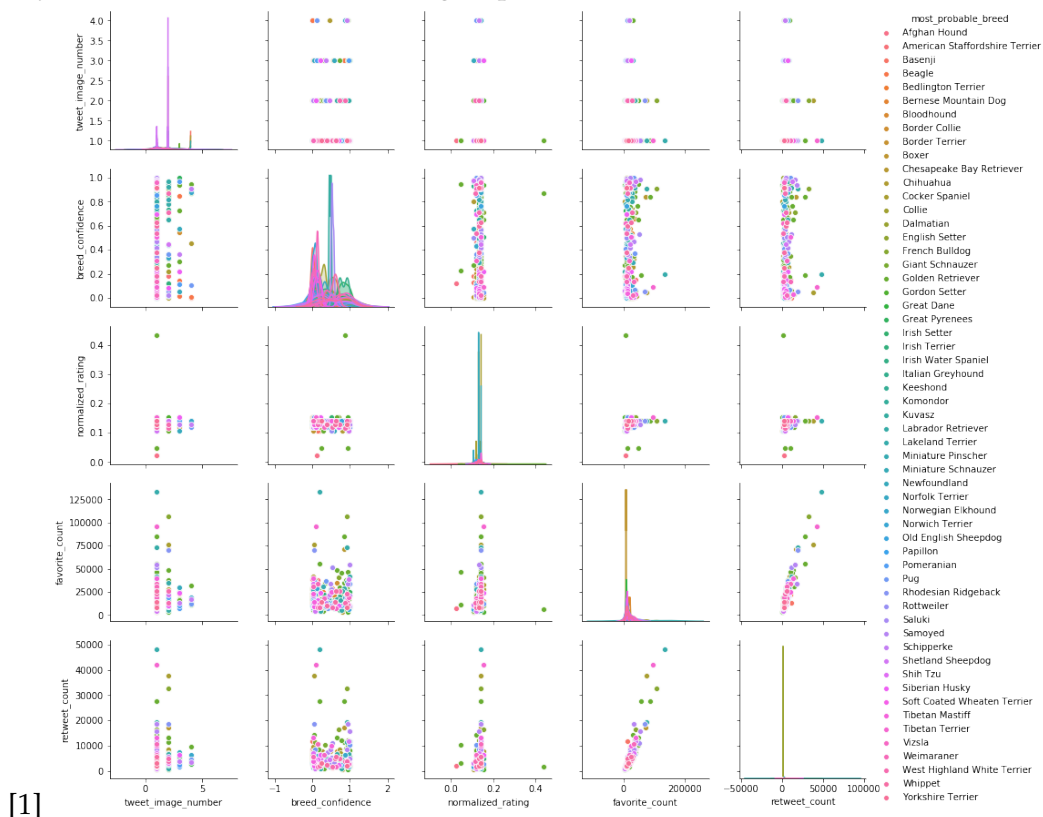 most_probable_breed
Afghan Hound
American Staffordshire Terrier
Basenji
Beagle
Bedlington Terrier
Bernese Mountain Dog
Bloodhound
Border Collie
Border Terrier
Boxer
Chesapeake Bay Retriever
Chihuahua
Cocker Spaniel
Collie
Dalmatian
English Setter
French Bulldog
Giant Schnauzer
Golden Retriever
Gordon Setter
Great Dane
Great Pyrenees
Irish Setter
Irish Terrier
Irish Water Spaniel
Italian Greyhound
Keeshond
Komondor
Kuvasz
Labrador Retriever
Lakeland Terrier
Miniature Pinscher
Miniature Schnauzer
Newfoundland
Norfolk Terrier
Norwegian Elkhound
Norwich Terrier
Old English Sheepdog
Papillon
Pomeranian
Pug
Rhodesian Ridgeback
Rottweiler
Saluki
Samoyed
Schipperke
Shetland Sheepdog
Shih Tzu
Siberian Husky
Soft Coated Wheaten Terrier
Tibetan Mastiff
Tibetan Terrier
Vizsla
Weimaraner
West Highland White Terrier
Whippet
Yorkshire Terrier
tweet_image_number
4.0
3.5
3.0
2.5
2.0
1.5
1.0
breed_confidence
1.0
0.8
0.6
0.4
0.2
0.0
normalized_rating
0.4
0.3
0.2
0.1
0.0
favorite_count
125000
100000
75000
50000
25000
0
retweet_count
50000
40000
30000
20000
10000
0
0 5
tweet_image_number
−1 0 1 2
breed_confidence
0.0 0.2 0.4
normalized_rating
0 200000
favorite_count
−50000 0 50000 100000
retweet_count
[1]